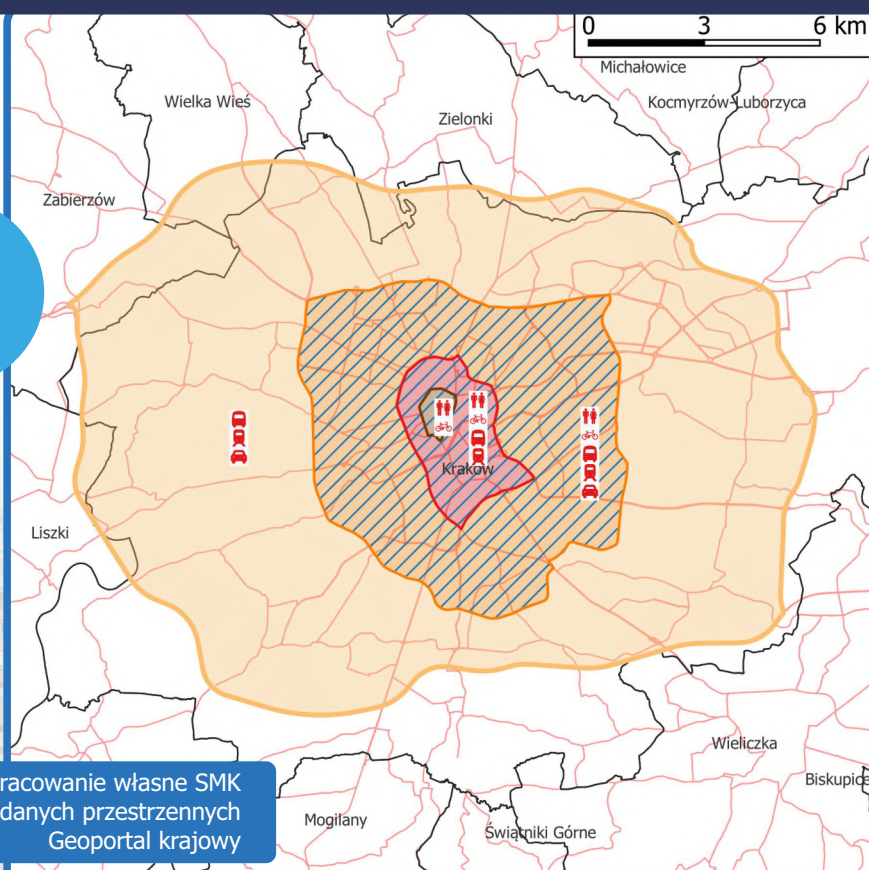 0 3 6 km
Michałowice
Wielka Wieś
Kocmyrzów-Luborzyca
Zielonki
Zabierzów
Kraków
Liszki
Wieliczka
Biskupice
racowanie własne SMK
danych przestrzennych
Geoportal krajowy
Mogilany
Świątniki Górne